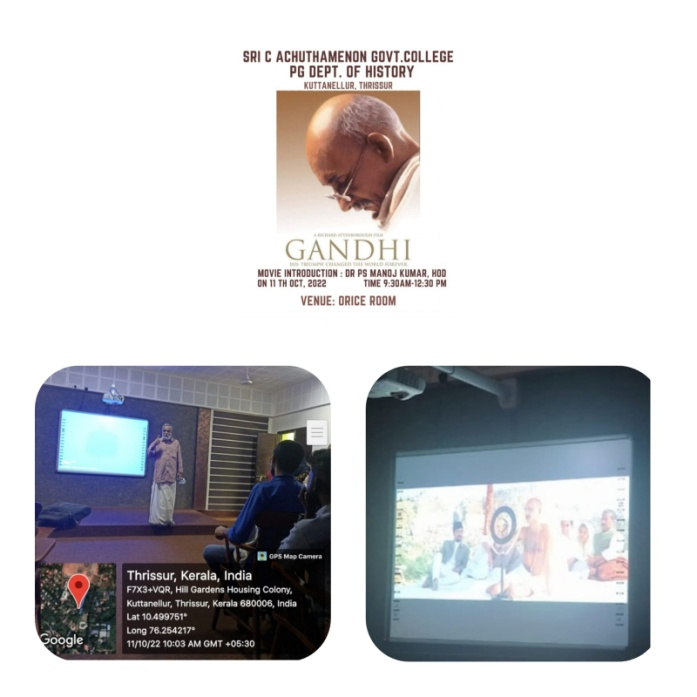 SRI C ACHUTHAMENON GOVT.COLLEGE
PG DEPT. OF HISTORY
KUTTANELLUR, THRISSUR
A RICHARD ATTENBOROUGH FILM
GANDHI
HIS TRIUMPH CHANGED THE WORLD FOREVER.
MOVIE INTRODUCTION : DR PS MANOJ KUMAR, HOD
ON 11 TH OCT, 2022 TIME 9:30AM-12:30 PM
VENUE: ORICE ROOM
GPS Map Camera
Thrissur, Kerala, India
F7X3+VQR, Hill Gardens Housing Colony,
Kuttanellur, Thrissur, Kerala 680006, India
Lat 10.499751°
Long 76.254217°
11/10/22 10:03 AM GMT +05:30
Google